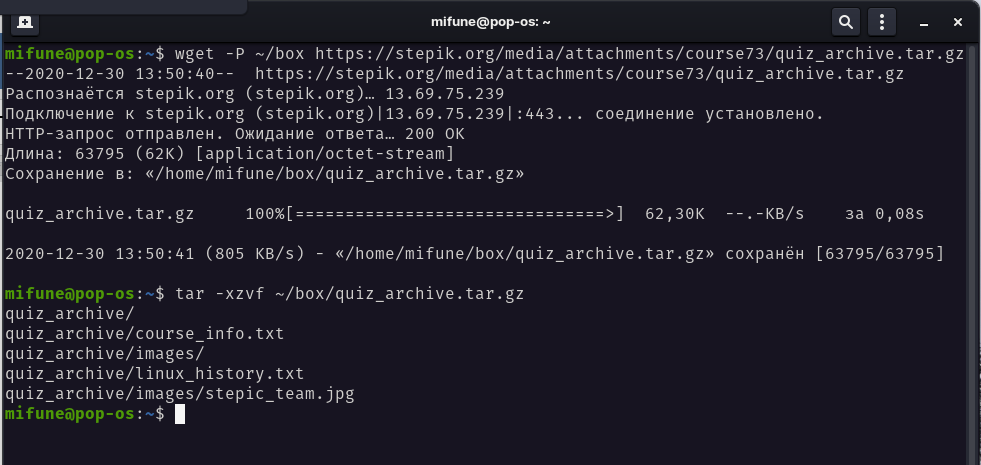 mifune@pop-os: ~
mifune@pop-os:~$ wget -P ~/box https://stepik.org/media/attachments/course73/quiz_archive.tar.gz
--2020-12-30 13:50:40--  https://stepik.org/media/attachments/course73/quiz_archive.tar.gz
Распознаётся stepik.org (stepik.org)… 13.69.75.239
Подключение к stepik.org (stepik.org)|13.69.75.239|:443... соединение установлено.
HTTP-запрос отправлен. Ожидание ответа… 200 OK
Длина: 63795 (62K) [application/octet-stream]
Сохранение в: «/home/mifune/box/quiz_archive.tar.gz»
quiz_archive.tar.gz     100%[===============================>]  62,30K  --.-KB/s    за 0,08s
2020-12-30 13:50:41 (805 KB/s) - «/home/mifune/box/quiz_archive.tar.gz» сохранён [63795/63795]
mifune@pop-os:~$ tar -xzvf ~/box/quiz_archive.tar.gz
quiz_archive/
quiz_archive/course_info.txt
quiz_archive/images/
quiz_archive/linux_history.txt
quiz_archive/images/stepic_team.jpg
mifune@pop-os:~$